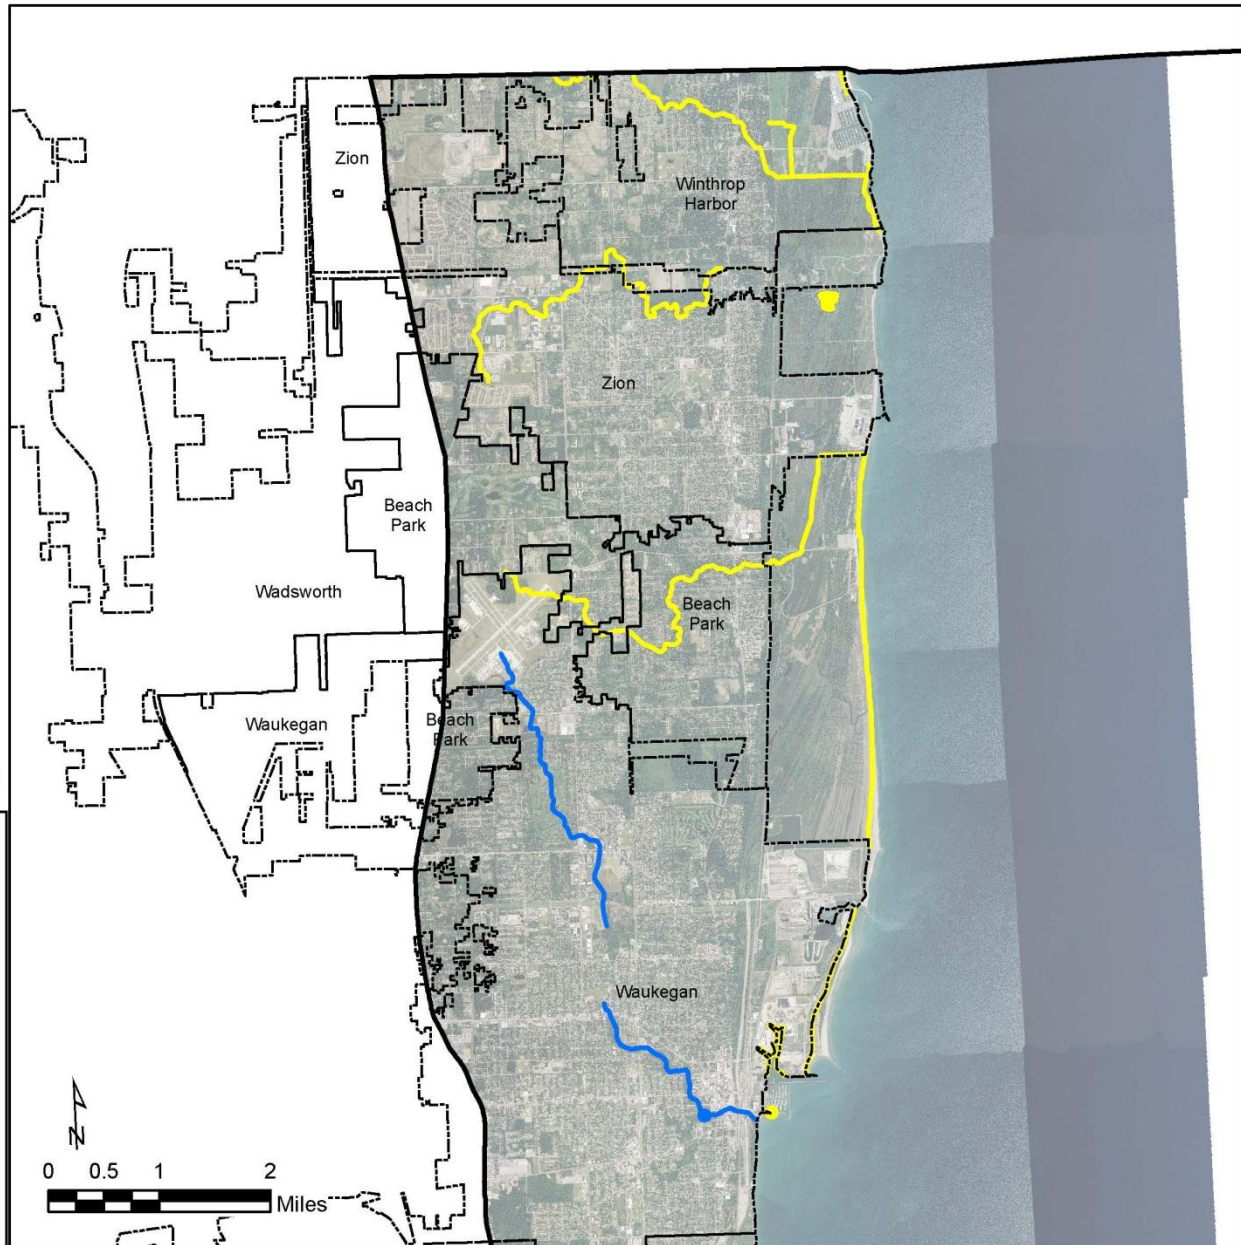 Zion
Winthrop
Harbor
Zion
Beach
Park
Wadsworth
Beach
Park
Waukegan
Beach
Park
Waukegan
N
0 0.5 1 2
Miles